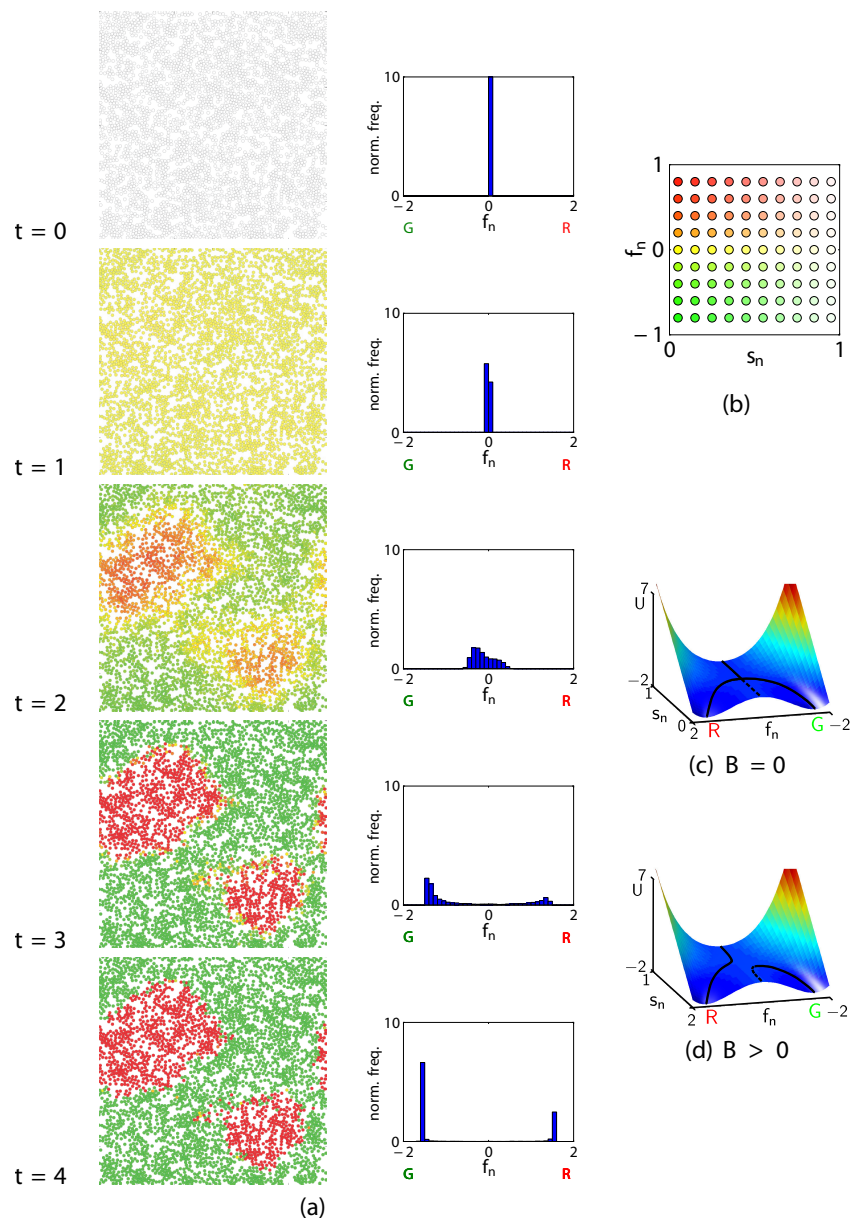 t = 0
10
norm. freq.
0
−2 0 2
f_n
G R
t = 1
10
norm. freq.
0
−2 0 2
f_n
G R
t = 2
10
norm. freq.
0
−2 0 2
f_n
G R
t = 3
10
norm. freq.
0
−2 0 2
f_n
G R
t = 4
10
norm. freq.
0
−2 0 2
f_n
G R
(a)
1
f_n
0
−1
0 1
s_n
(b)
7
U
−2
1
s_n
0
2
R f_n G −2
(c) B = 0
7
U
−2
1
s_n
2
R f_n G −2
(d) B > 0